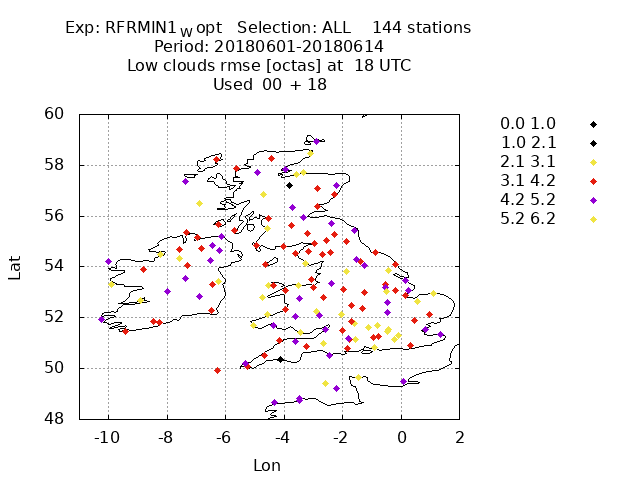 Exp: RFRMIN1 W opt Selection: ALL 144 stations
Period: 20180601-20180614
Low clouds rmse [octas] at 18 UTC
Used 00 + 18
60
58
56
54
52
50
48
-10 -8 -6 -4 -2 0 2
Lat
Lon
0.0 1.0
1.0 2.1
2.1 3.1
3.1 4.2
4.2 5.2
5.2 6.2